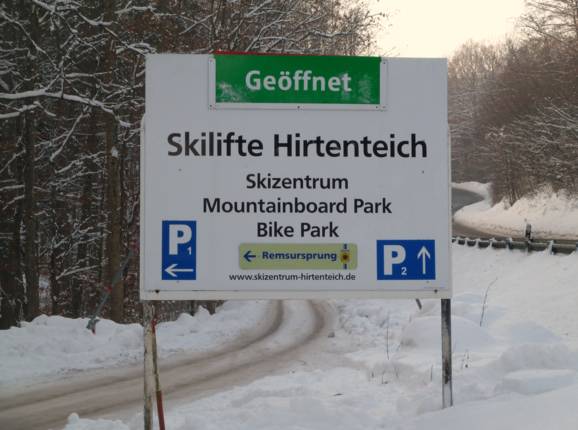 Geöffnet
Skilifte Hirtenteich
Skizentrum
Mountainboard Park
Bike Park
P1
Remsursprung
P2
www.skizentrum-hirtenteich.de